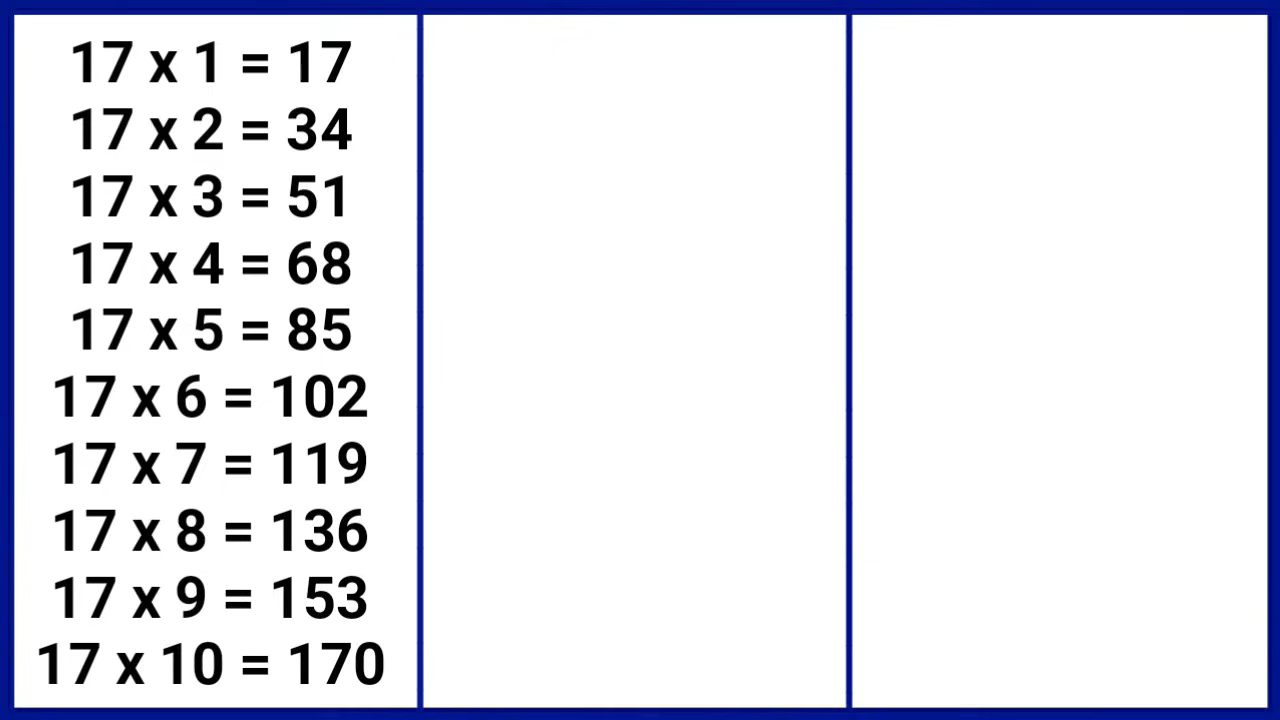 17 x 1 = 17
17 x 2 = 34
17 x 3 = 51
17 x 4 = 68
17 x 5 = 85
17 x 6 = 102
17 x 7 = 119
17 x 8 = 136
17 x 9 = 153
17 x 10 = 170